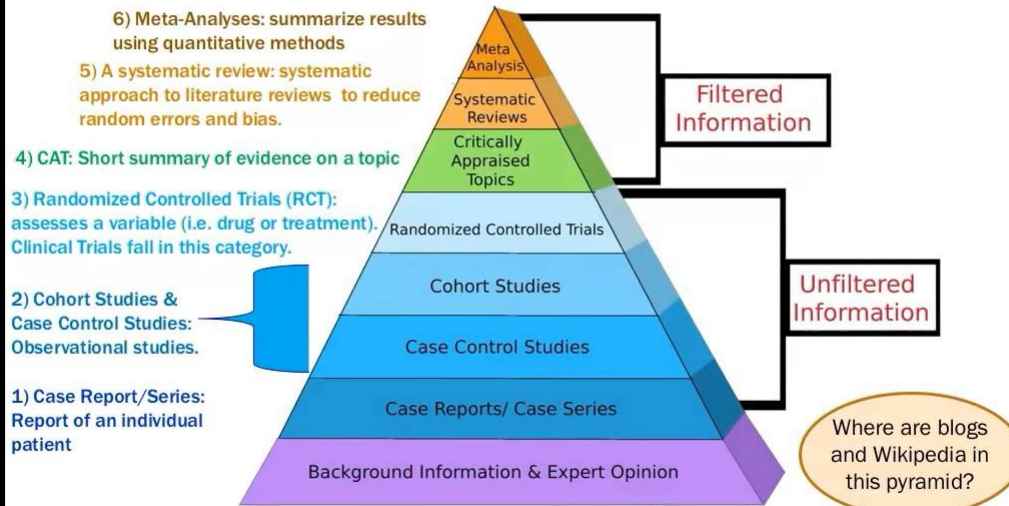 6) Meta-Analyses: summarize results
using quantitative methods
5) A systematic review: systematic
approach to literature reviews to reduce
random errors and bias.
4) CAT: Short summary of evidence on a topic
3) Randomized Controlled Trials (RCT):
assesses a variable (i.e. drug or treatment).
Clinical Trials fall in this category.
2) Cohort Studies &
Case Control Studies:
Observational studies.
1) Case Report/Series:
Report of an individual
patient
Meta
Analysis
Systematic
Reviews
Critically
Appraised
Topics
Randomized Controlled Trials
Cohort Studies
Case Control Studies
Case Reports/ Case Series
Background Information & Expert Opinion
Filtered
Information
Unfiltered
Information
Where are blogs
and Wikipedia in
this pyramid?